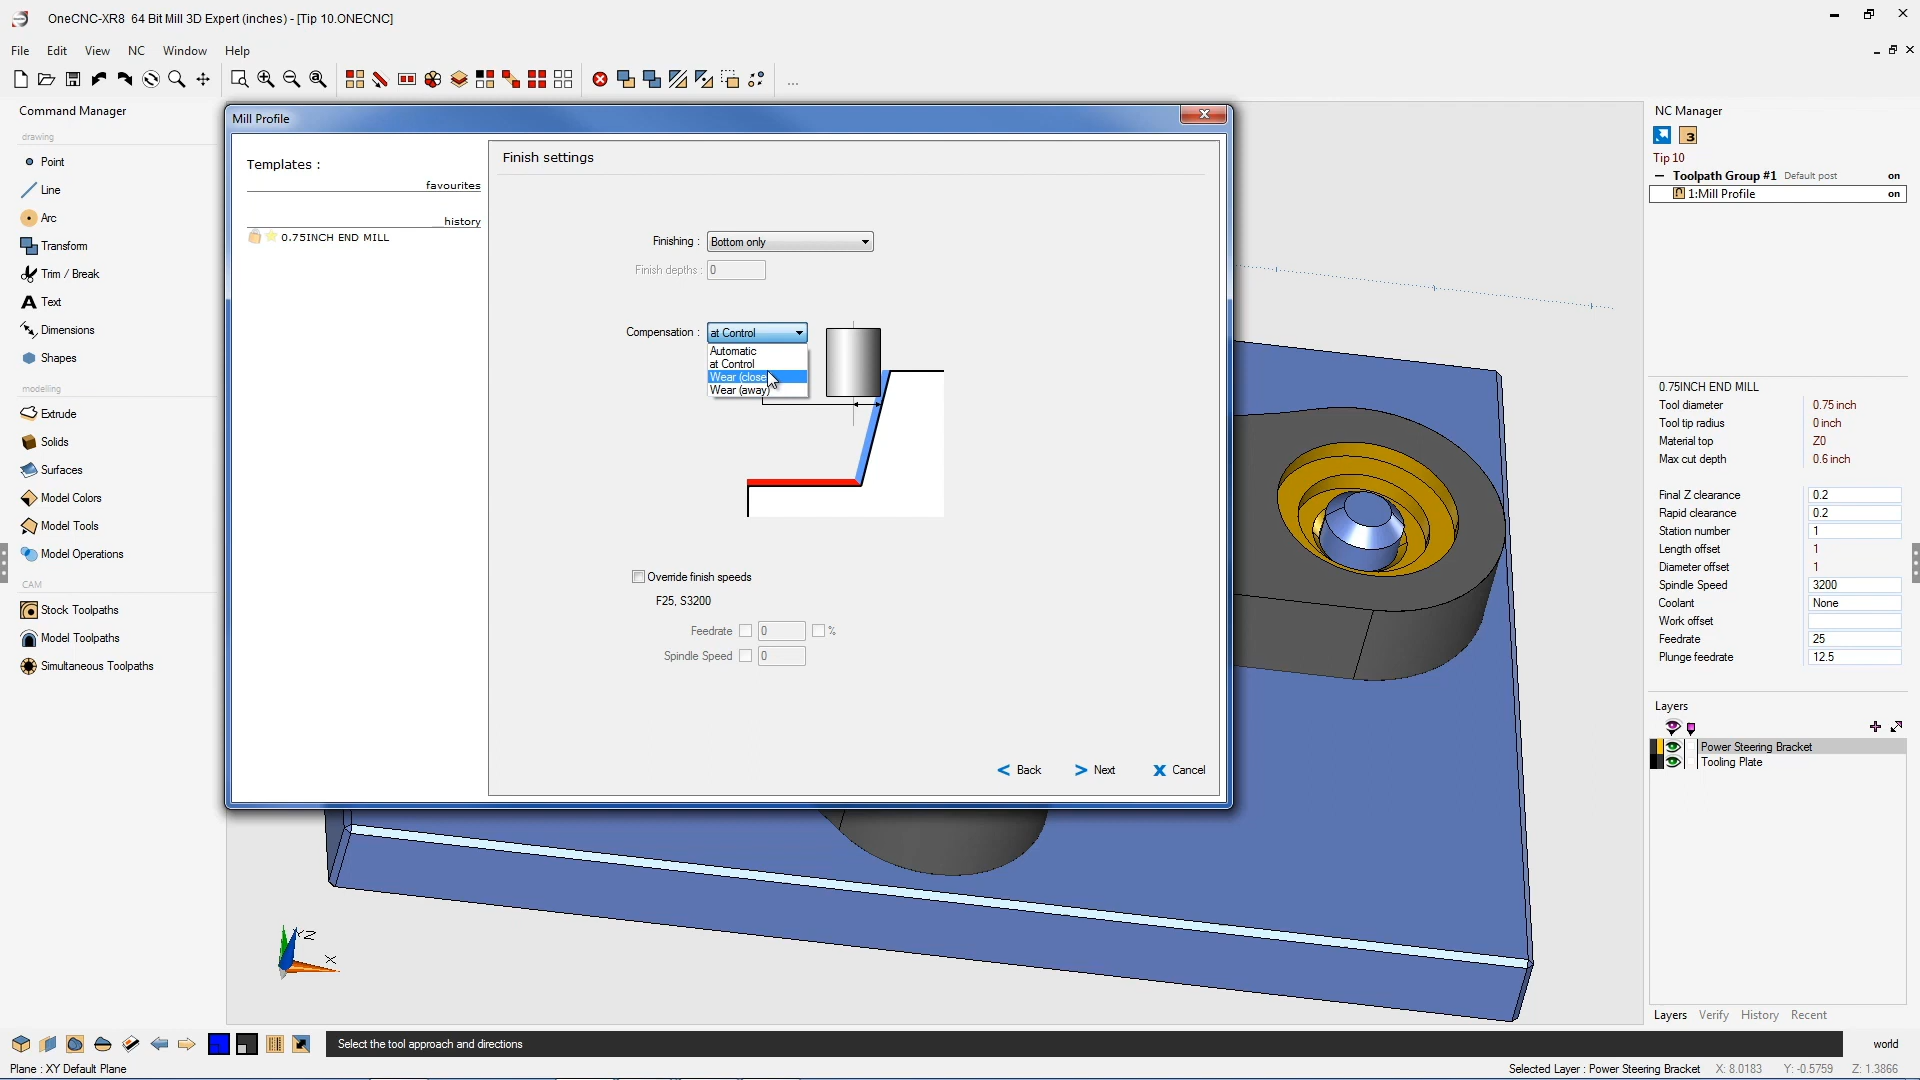 OneCNC-XR8 64 Bit Mill 3D Expert (inches) - [Tip 10.ONECNC]
File Edit View NC Window Help
...
Command Manager
drawing
Point
Line
Arc
Transform
Trim / Break
Text
Dimensions
Shapes
modelling
Extrude
Solids
Surfaces
Model Colors
Model Tools
Model Operations
CAM
Stock Toolpaths
Model Toolpaths
Simultaneous Toolpaths
Mill Profile
Templates :
favourites
history
0.75INCH END MILL
Finish settings
Finishing : Bottom only
Finish depths : 0
Compensation : at Control
Automatic
at Control
Wear (close
Wear (away)
Override finish speeds
F25, S3200
Feedrate 0 %
Spindle Speed 0
< Back > Next X Cancel
Z
X
NC Manager
3
Tip 10
Toolpath Group #1 Default post on
1:Mill Profile on
0.75INCH END MILL
Tool diameter 0.75 inch
Tool tip radius 0 inch
Material top Z0
Max cut depth 0.6 inch
Final Z clearance 0.2
Rapid clearance 0.2
Station number 1
Length offset 1
Diameter offset 1
Spindle Speed 3200
Coolant None
Work offset
Feedrate 25
Plunge feedrate 12.5
Layers
Power Steering Bracket
Tooling Plate
Layers Verify History Recent
Select the tool approach and directions
world
Plane : XY Default Plane
Selected Layer : Power Steering Bracket X: 8.0183 Y: -0.5759 Z: 1.3866